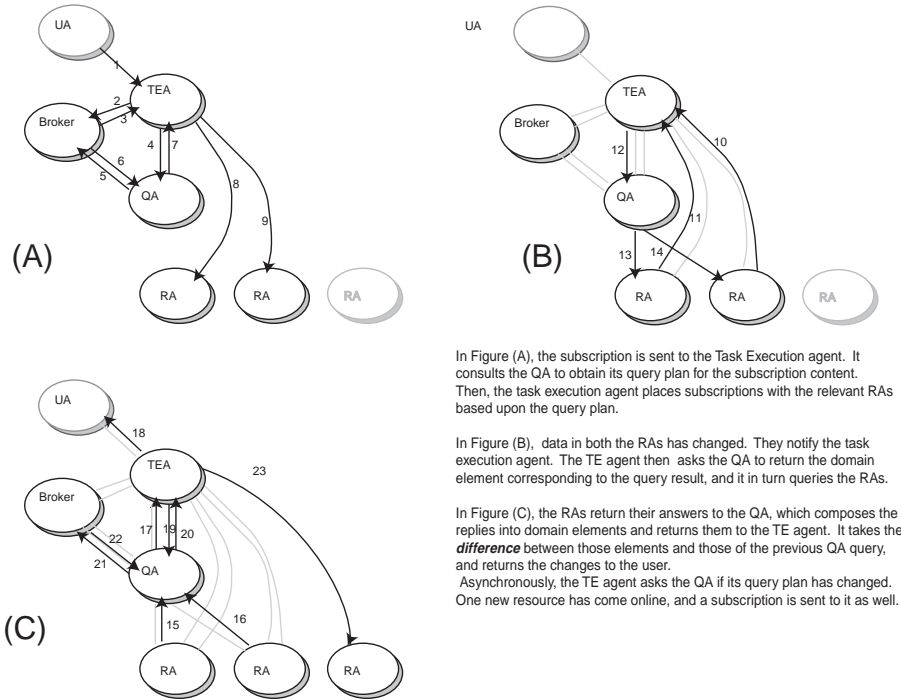 UA
1
TEA
2
3
Broker
4
7
6
5
QA
8
9
(A)
RA
RA
RA
UA
TEA
Broker
10
12
QA
11
(B)
13
14
RA
RA
RA
In Figure (A), the subscription is sent to the Task Execution agent. It
consults the QA to obtain its query plan for the subscription content.
Then, the task execution agent places subscriptions with the relevant RAs
based upon the query plan.
In Figure (B), data in both the RAs has changed. They notify the task
execution agent. The TE agent then asks the QA to return the domain
element corresponding to the query result, and it in turn queries the RAs.
In Figure (C), the RAs return their answers to the QA, which composes the
replies into domain elements and returns them to the TE agent. It takes the
difference between those elements and those of the previous QA query,
and returns the changes to the user.
Asynchronously, the TE agent asks the QA if its query plan has changed.
One new resource has come online, and a subscription is sent to it as well.
UA
18
TEA
23
Broker
17
19
20
22
21
QA
15
16
(C)
RA
RA
RA